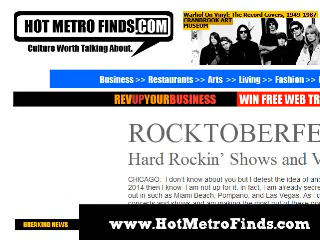 HOT METRO FINDS.COM
Culture Worth Talking About.
Warhol On Vinyl: The Record Covers, 1949-1987
CRANBROOK ART
MUSEUM
Business >> Restaurants >> Arts >> Living >> Fashion >>
REVUPYOURBUSINESS
WIN FREE WEB TR
ROCKTOBERFE
Hard Rockin' Shows and V
CHICAGO: I don't know about you but I detest the idea of an
2014 then I know I am not up for it. In fact, I am already secre
out in such as Miami Beach, Pompano, and Las Vegas. As I
BREAKING NEWS
www.HotMetroFinds.com